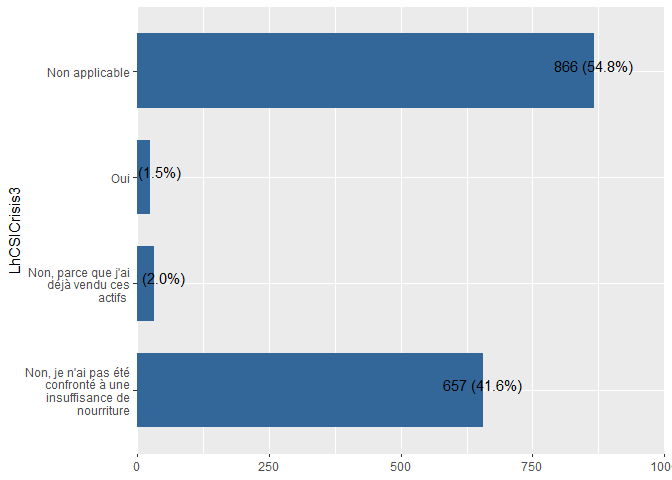 LhCSICrisis3
Non applicable
866 (54.8%)
Oui
(1.5%)
Non, parce que j'ai
déjà vendu ces
actifs
(2.0%)
Non, je n'ai pas été
confronté à une
insuffisance de
nourriture
657 (41.6%)
0
250
500
750
100